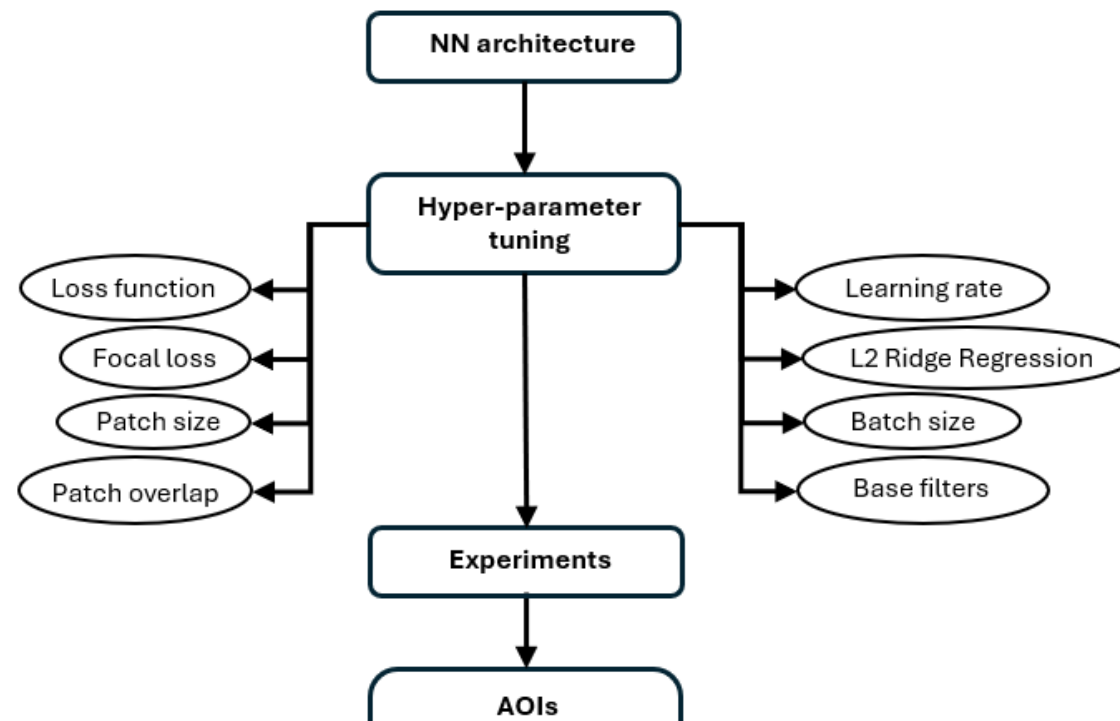 NN architecture
Hyper-parameter
tuning
Loss function
Focal loss
Patch size
Patch overlap
Learning rate
L2 Ridge Regression
Batch size
Base filters
Experiments
AOIs